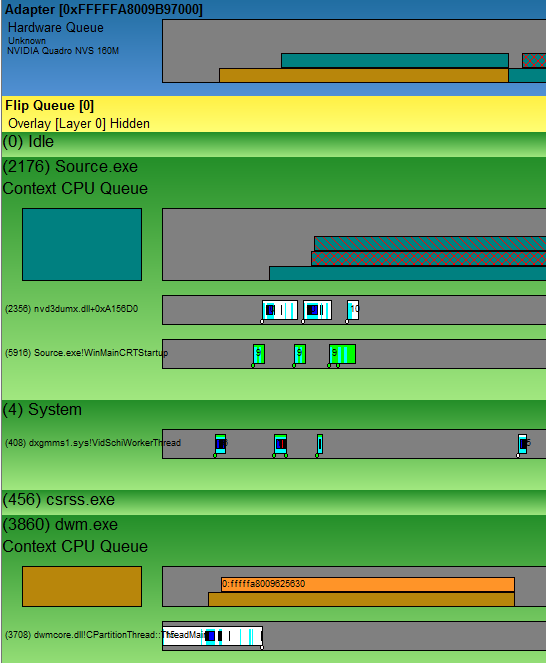 Adapter [0xFFFFFA8009B97000]
Hardware Queue
Unknown
NVIDIA Quadro NVS 160M
Flip Queue [0]
Overlay [Layer 0] Hidden
(0) Idle
(2176) Source.exe
Context CPU Queue
(2356) nvd3dumx.dll+0xA156D0
10
(5916) Source.exe!WinMainCRTStartup
9 9 9
(4) System
(408) dxgmms1.sys!VidSchiWorkerThread
(456) csrss.exe
(3860) dwm.exe
Context CPU Queue
0:fffffa8009625630
(3708) dwmcore.dll!CPartitionThread::ThreadMain